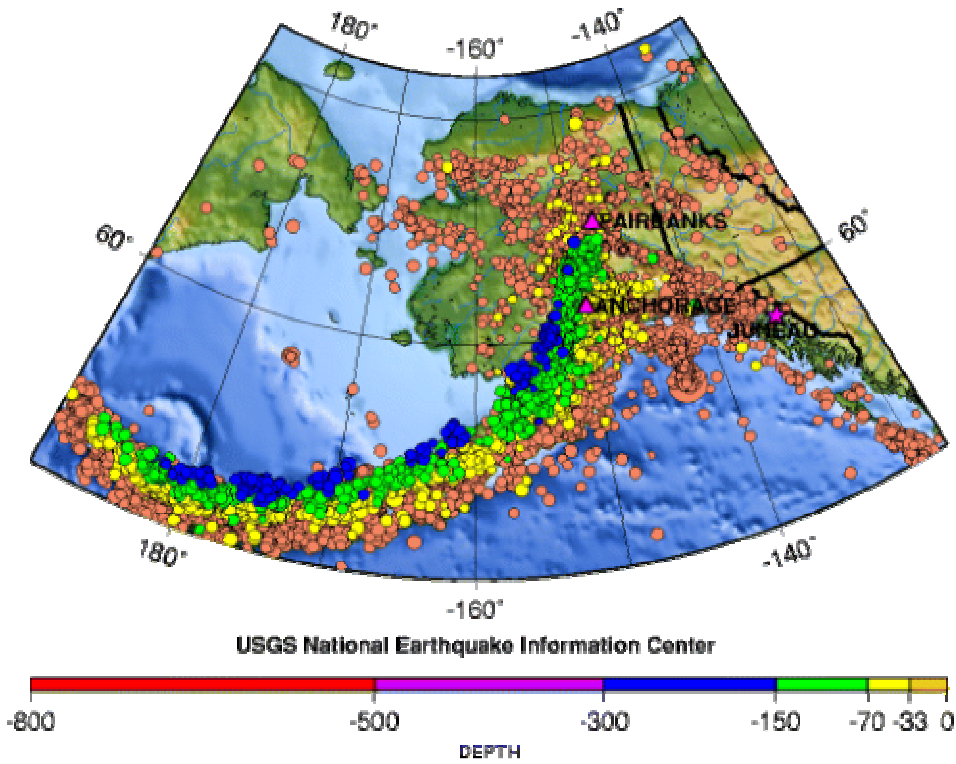 180°
-160°
-140°
60°
60°
FAIRBANKS
ANCHORAGE
JUNEAU
180°
-140°
-160°
USGS National Earthquake Information Center
-800 -500 -300 -150 -70 -33 0
DEPTH